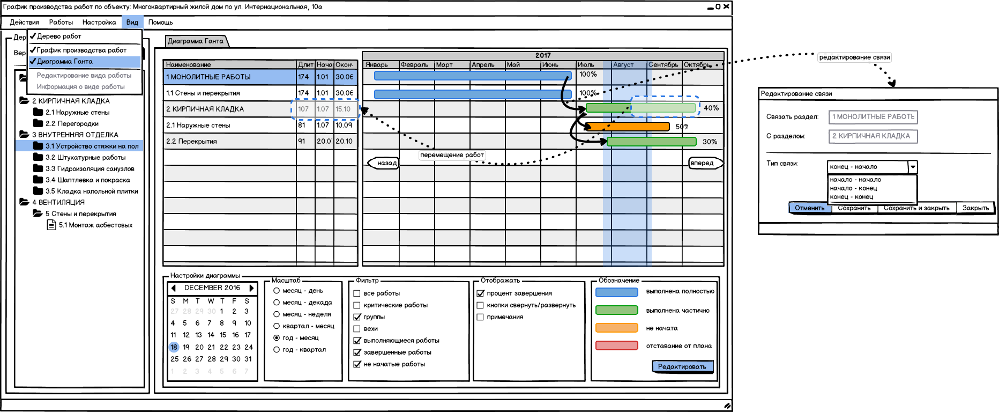 График производства работ по объекту: Многоквартирный жилой дом по ул. Интернациональная, 10а
Действия Работы Настройка Вид Помощь
Дер
Вер
Дерево работ
График производства работ
Диаграмма Ганта
Редактирование вида работы
Информация о виде работы
2 КИРПИЧНАЯ КЛАДКА
2.1 Наружные стены
2.2 Перегородки
3 ВНУТРЕННЯЯ ОТДЕЛКА
3.1 Устройство стяжки на пол
3.2 Штукатурные работы
3.3 Гидроизоляция санузлов
3.4 Шаптлевка и покраска
3.5 Кладка напольной плитки
4 ВЕНТИЛЯЦИЯ
5 Стены и перекрытия
5.1 Монтаж асбестовых
Диаграмма Ганта
Наименование Длит Нача Окон
1 МОНОЛИТНЫЕ РАБОТЫ 174 1.01 30.06
1.1 Стены и перекрытия 174 1.01 30.06
2 КИРПИЧНАЯ КЛАДКА 107 1.07 15.10
2.1 Наружные стены 81 1.07 10.09
2.2 Перекрытия 91 20.0 20.10
2017
Январь Февраль Март Апрель Май Июнь Июль Август Сентябрь Октябрь
100%
100%
40%
50%
30%
назад
вперед
перемещение работ
редактирование связи
Настройки диаграммы
DECEMBER 2016
S M T W T F S
27 28 29 30 1 2 3
4 5 6 7 8 9 10
11 12 13 14 15 16 17
18 19 20 21 22 23 24
25 26 27 28 29 30 31
1 2 3 4 5 6 7
Масштаб
месяц - день
месяц - декада
месяц - неделя
квартал - месяц
год - месяц
год - квартал
Фильтр
все работы
критические работы
группы
вехи
выполняющиеся работы
завершенные работы
не начатые работы
Отображать
процент завершения
кнопки свернуть/развернуть
примечания
Обозначение
выполнена полностью
выполнена частично
не начата
отставание от плана
Редактировать
Редактирование связи
Связать раздел: 1 МОНОЛИТНЫЕ РАБОТЬ
С разделом: 2 КИРПИЧНАЯ КЛАДКА
Тип связи: конец - начало
начало - начало
начало - конец
конец - конец
Отменить Сохранить Сохранить и закрыть Закрыть